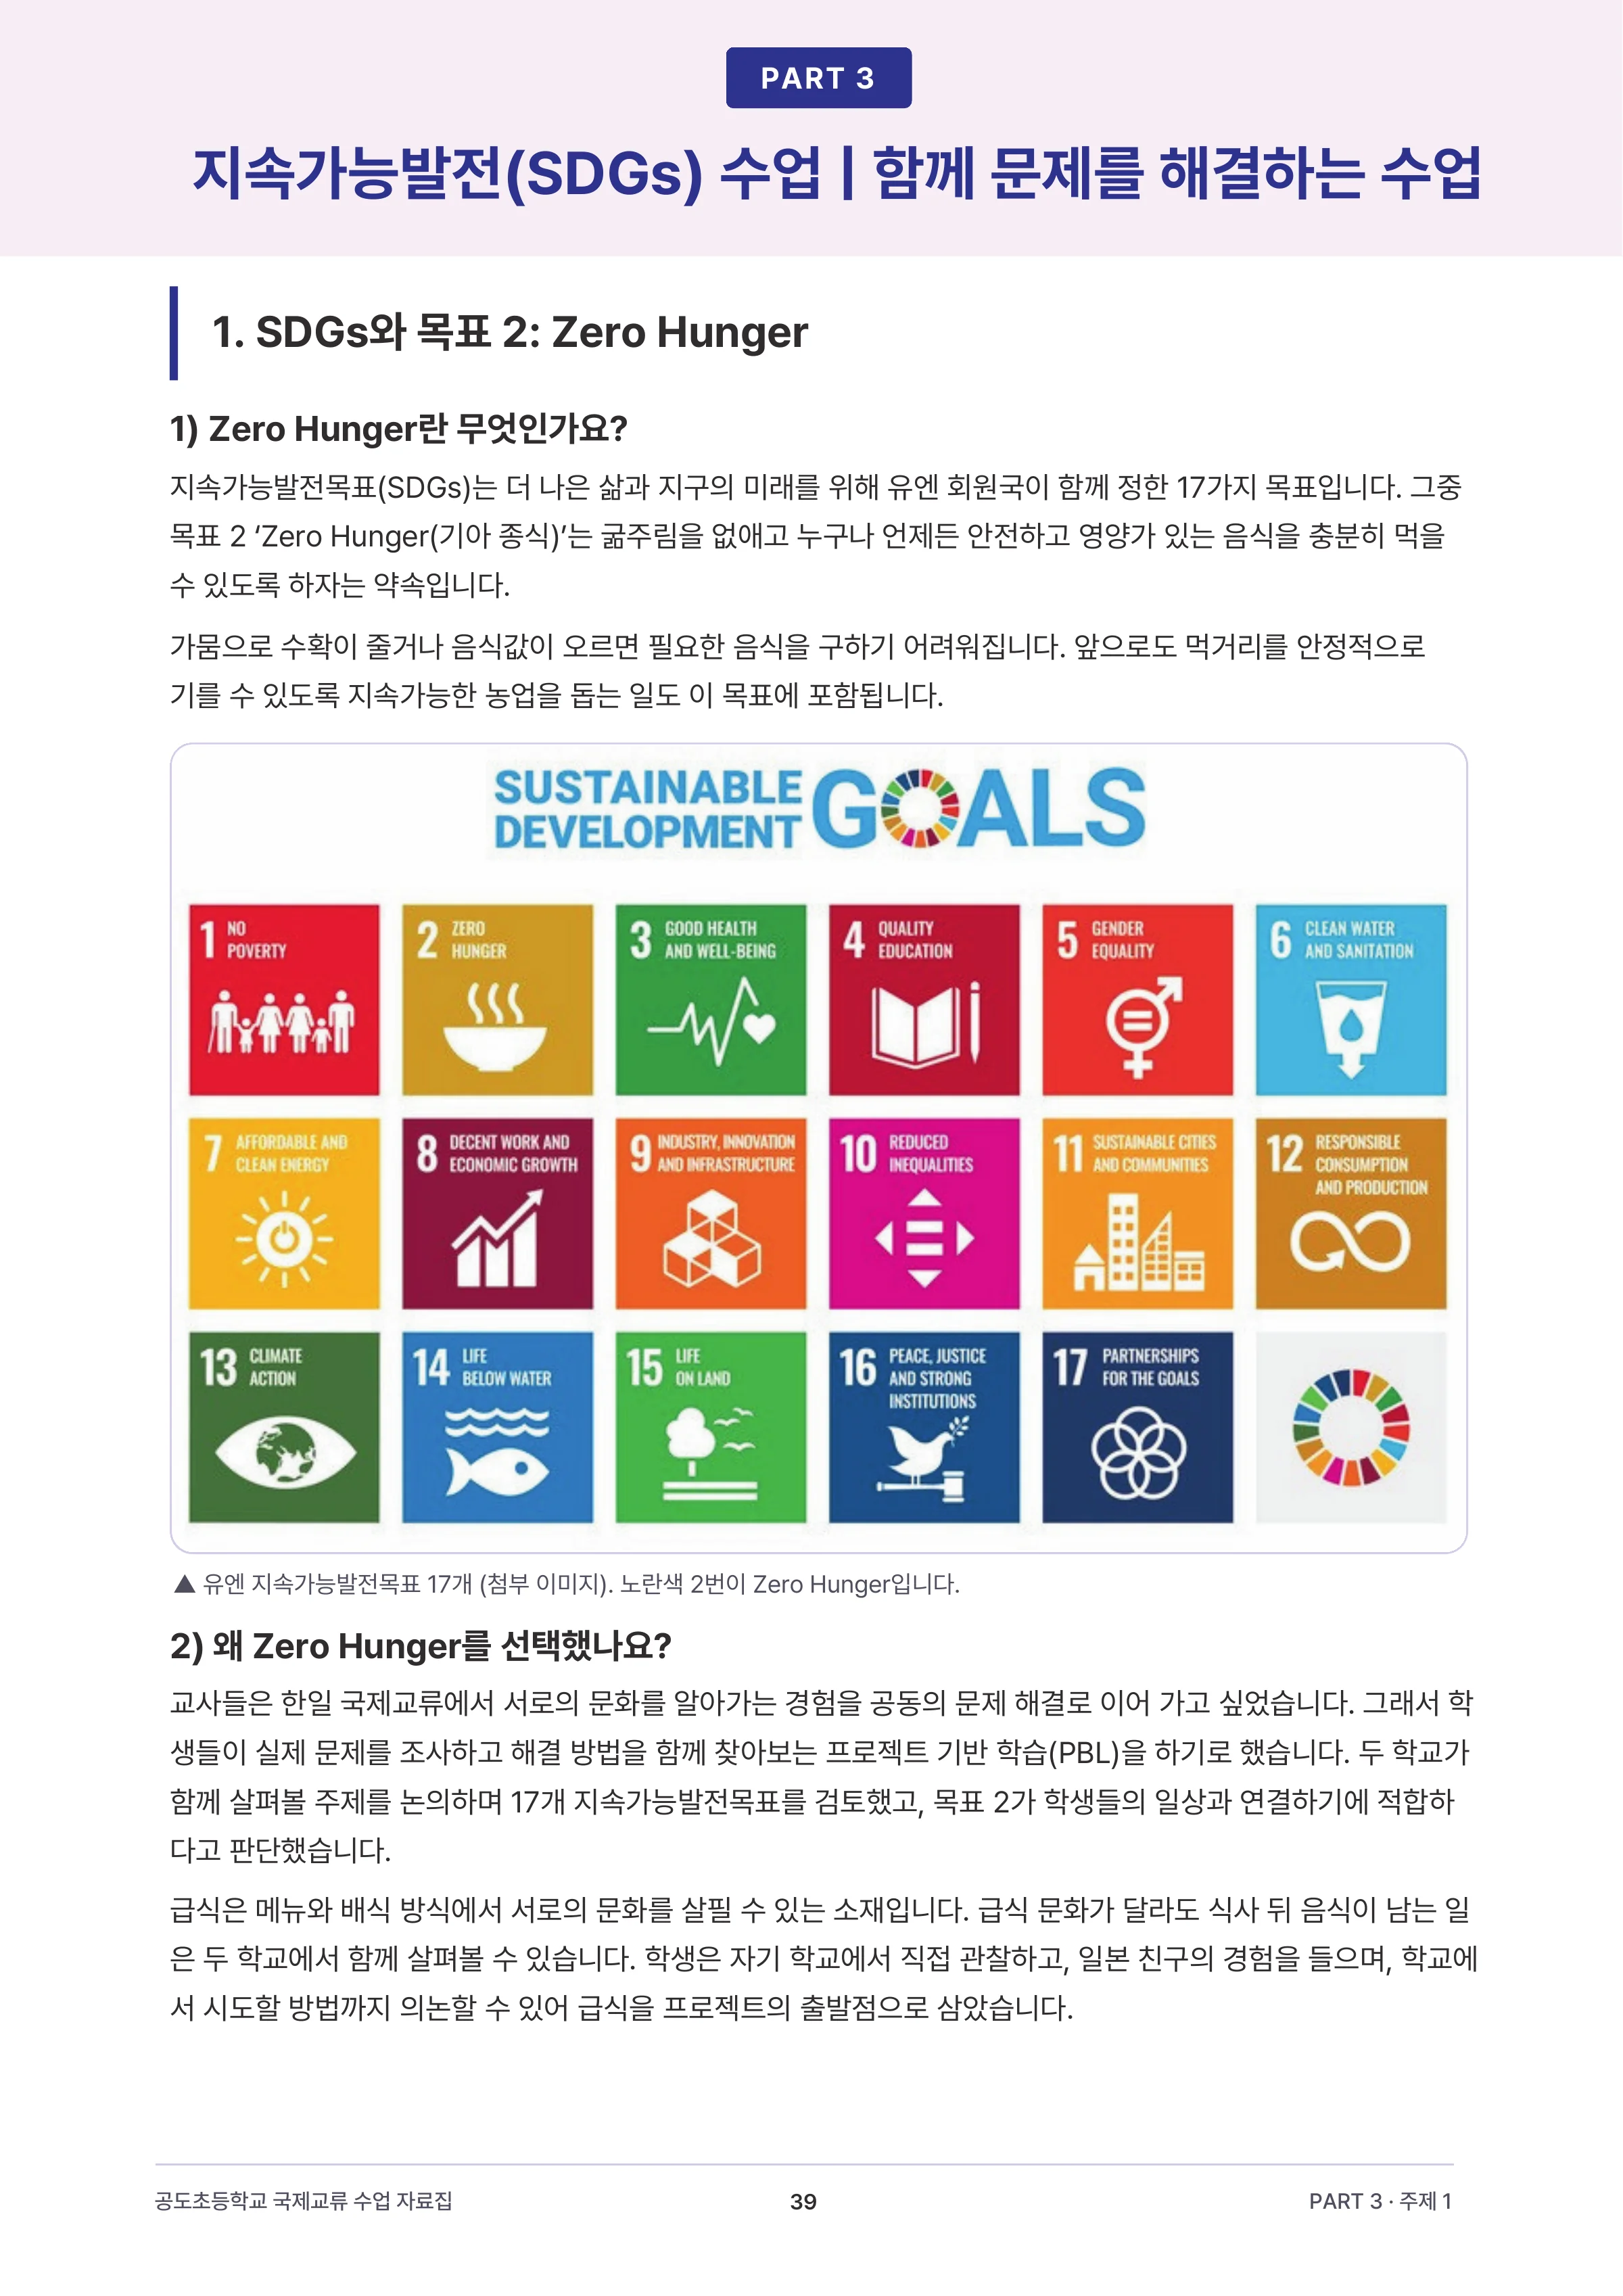 PART 3
지속가능발전(SDGs) 수업 | 함께 문제를 해결하는 수업
1. SDGs와 목표 2: Zero Hunger
1) Zero Hunger란 무엇인가요?
지속가능발전목표(SDGs)는 더 나은 삶과 지구의 미래를 위해 유엔 회원국이 함께 정한 17가지 목표입니다. 그중
목표 2 ‘Zero Hunger(기아 종식)’는 굶주림을 없애고 누구나 언제든 안전하고 영양가 있는 음식을 충분히 먹을
수 있도록 하자는 약속입니다.
가뭄으로 수확이 줄거나 음식값이 오르면 필요한 음식을 구하기 어려워집니다. 앞으로도 먹거리를 안정적으로
기를 수 있도록 지속가능한 농업을 돕는 일도 이 목표에 포함됩니다.
SUSTAINABLE
DEVELOPMENT GOALS
1 NO
POVERTY
2 ZERO
HUNGER
3 GOOD HEALTH
AND WELL-BEING
4 QUALITY
EDUCATION
5 GENDER
EQUALITY
6 CLEAN WATER
AND SANITATION
7 AFFORDABLE AND
CLEAN ENERGY
8 DECENT WORK AND
ECONOMIC GROWTH
9 INDUSTRY, INNOVATION
AND INFRASTRUCTURE
10 REDUCED
INEQUALITIES
11 SUSTAINABLE CITIES
AND COMMUNITIES
12 RESPONSIBLE
CONSUMPTION
AND PRODUCTION
13 CLIMATE
ACTION
14 LIFE
BELOW WATER
15 LIFE
ON LAND
16 PEACE, JUSTICE
AND STRONG
INSTITUTIONS
17 PARTNERSHIPS
FOR THE GOALS
▲ 유엔 지속가능발전목표 17개 (첨부 이미지). 노란색 2번이 Zero Hunger입니다.
2) 왜 Zero Hunger를 선택했나요?
교사들은 한일 국제교류에서 서로의 문화를 알아가는 경험을 공동의 문제 해결로 이어 가고 싶었습니다. 그래서 학
생들이 실제 문제를 조사하고 해결 방법을 함께 찾아보는 프로젝트 기반 학습(PBL)을 하기로 했습니다. 두 학교가
함께 살펴볼 주제를 논의하며 17개 지속가능발전목표를 검토했고, 목표 2가 학생들의 일상과 연결하기에 적합하
다고 판단했습니다.
급식은 메뉴와 배식 방식에서 서로의 문화를 살필 수 있는 소재입니다. 급식 문화가 달라도 식사 뒤 음식이 남는 일
은 두 학교에서 함께 살펴볼 수 있습니다. 학생은 자기 학교에서 직접 관찰하고, 일본 친구의 경험을 들으며, 학교에
서 시도할 방법까지 의논할 수 있어 급식을 프로젝트의 출발점으로 삼았습니다.
공도초등학교 국제교류 수업 자료집
39
PART 3 · 주제 1